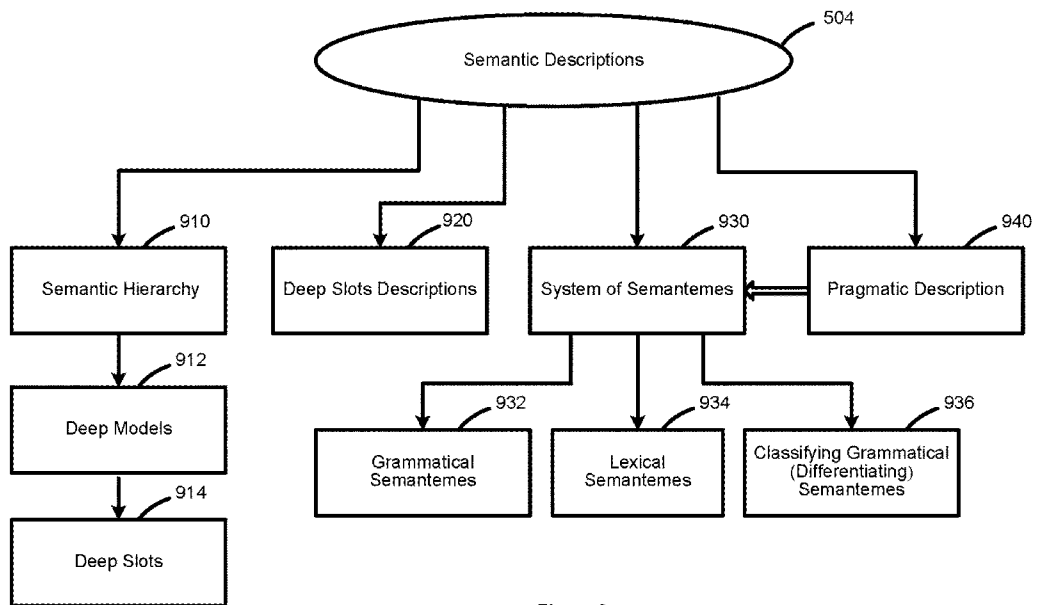 504
Semantic Descriptions
910
920
930
940
Semantic Hierarchy
Deep Slots Descriptions
System of Semantemes
Pragmatic Description
912
932
934
936
Deep Models
Grammatical
Semantemes
Lexical
Semantemes
Classifying Grammatical
(Differentiating)
Semantemes
914
Deep Slots